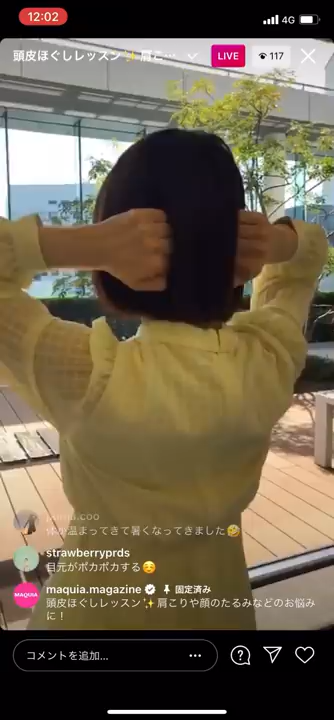 12:02
4G
頭皮ほぐしレッスン✨肩こ…
LIVE
117
体が温まってきて暑くなってきました🤣
strawberryprds
目元がポカポカする☺️
MAQUIA
maquia.magazine 固定済み
頭皮ほぐしレッスン✨肩こりや顔のたるみなどのお悩み
に！
コメントを追加...